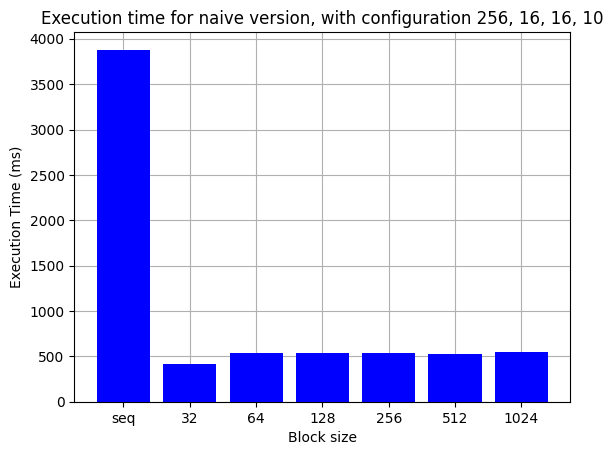 Execution time for naive version, with configuration 256, 16, 16, 10
4000
3500
3000
2500
2000
1500
1000
500
0
Execution Time (ms)
seq 32 64 128 256 512 1024
Block size